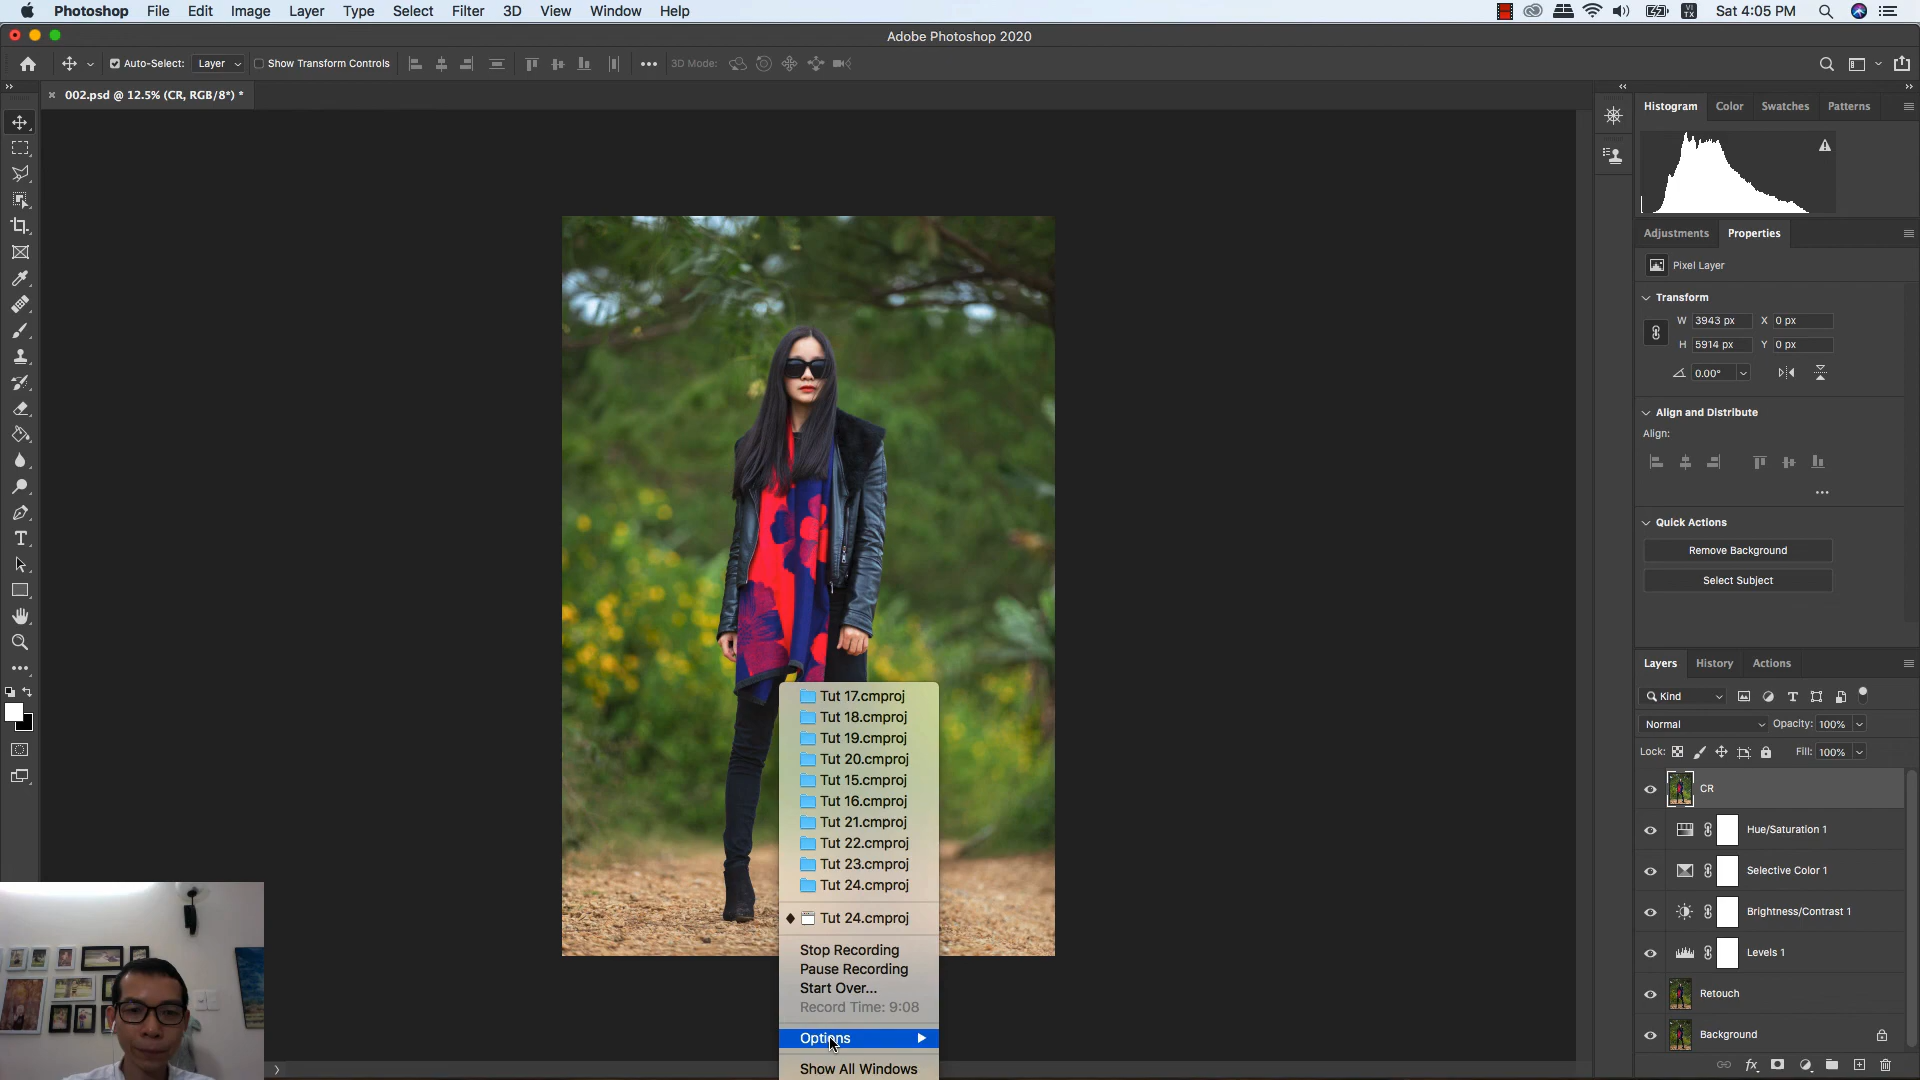 Photoshop File Edit Image Layer Type Select Filter 3D View Window Help
VI
TX
Sat 4:05 PM
Adobe Photoshop 2020
Auto-Select: Layer Show Transform Controls 3D Mode:
002.psd @ 12.5% (CR, RGB/8*) *
Histogram Color Swatches Patterns
Adjustments Properties
Pixel Layer
Transform
W 3943 px X 0 px
H 5914 px Y 0 px
0.00°
Align and Distribute
Align:
Quick Actions
Remove Background
Select Subject
Layers History Actions
Kind
Normal Opacity: 100%
Lock: Fill: 100%
CR
Hue/Saturation 1
Selective Color 1
Brightness/Contrast 1
Levels 1
Retouch
Background
Tut 17.cmproj
Tut 18.cmproj
Tut 19.cmproj
Tut 20.cmproj
Tut 15.cmproj
Tut 16.cmproj
Tut 21.cmproj
Tut 22.cmproj
Tut 23.cmproj
Tut 24.cmproj
Tut 24.cmproj
Stop Recording
Pause Recording
Start Over...
Record Time: 9:08
Options
Show All Windows